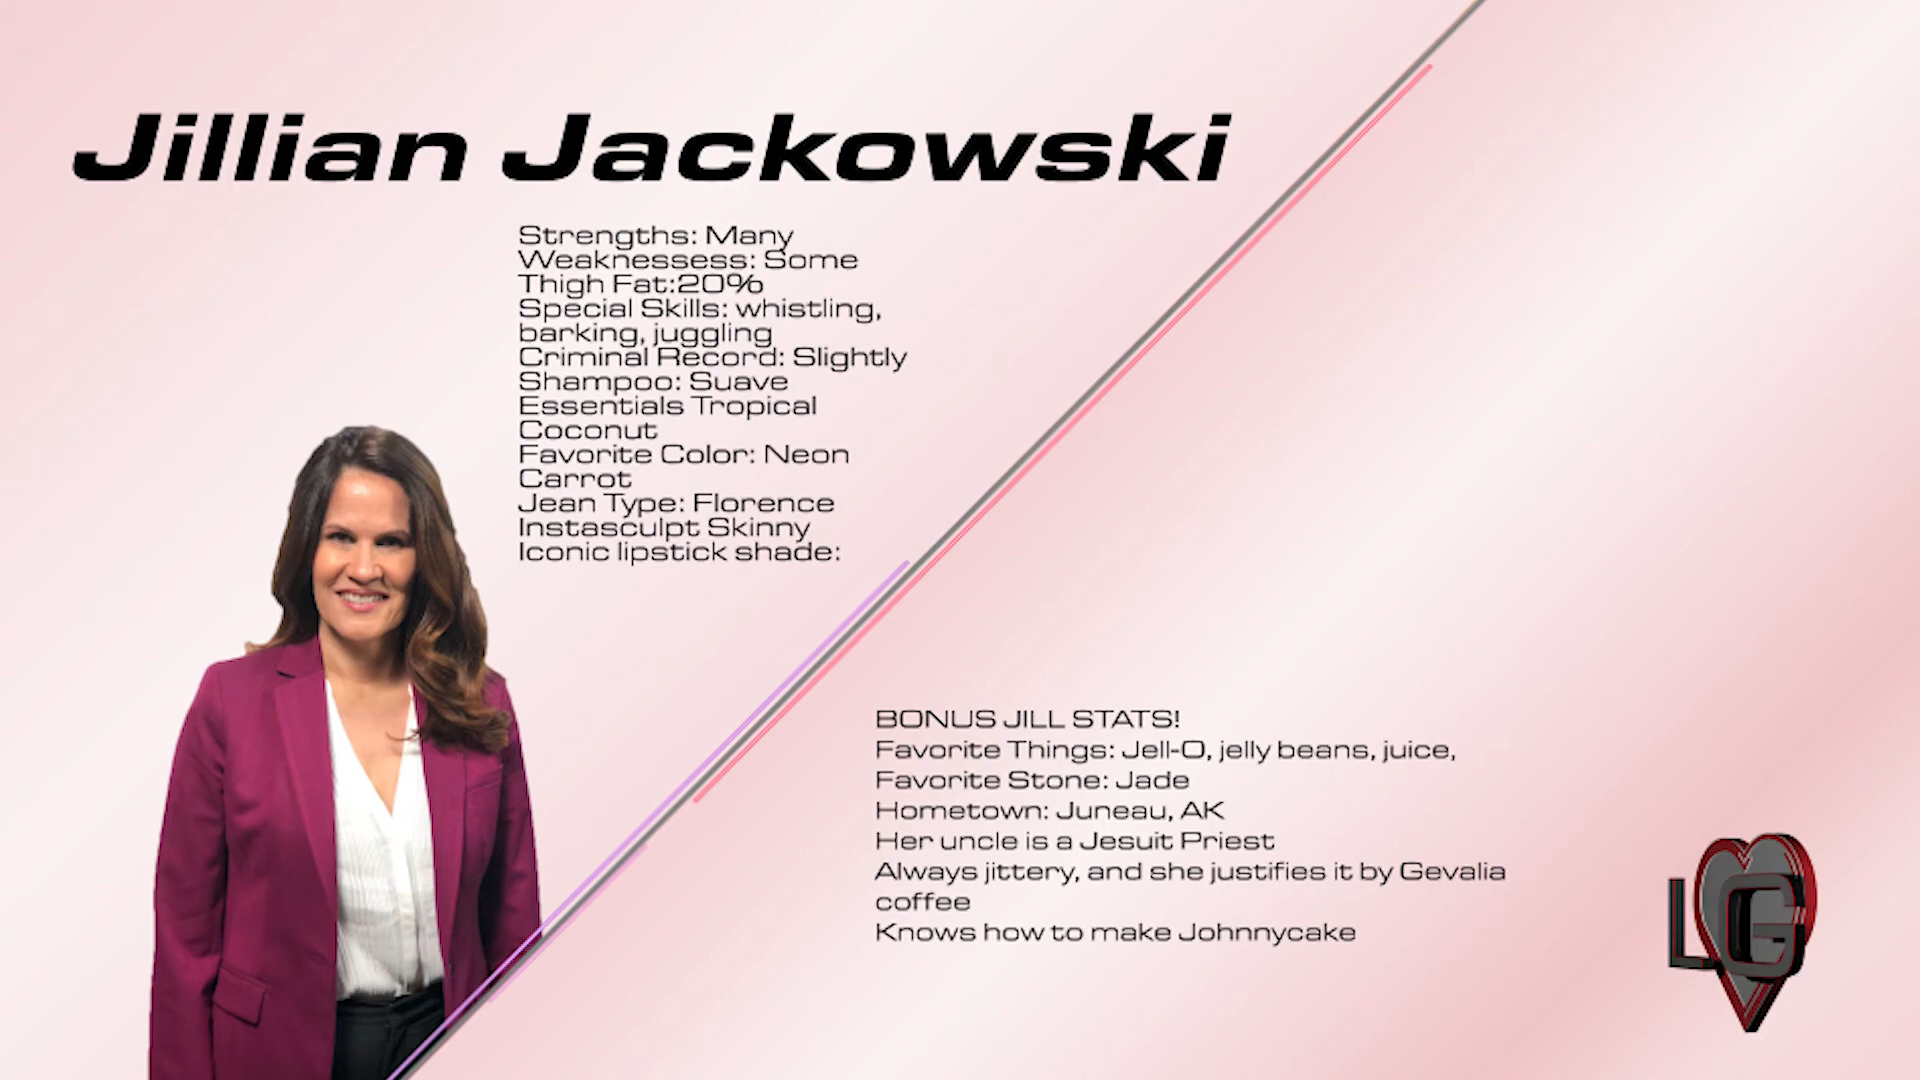 Jillian Jackowski
Strengths: Many
Weaknessess: Some
Thigh Fat:20%
Special Skills: whistling,
barking, juggling
Criminal Record: Slightly
Shampoo: Suave
Essentials Tropical
Coconut
Favorite Color: Neon
Carrot
Jean Type: Florence
Instasculpt Skinny
Iconic lipstick shade:
BONUS JILL STATS!
Favorite Things: Jell-O, jelly beans, juice,
Favorite Stone: Jade
Hometown: Juneau, AK
Her uncle is a Jesuit Priest
Always jittery, and she justifies it by Gevalia
coffee
Knows how to make Johnnycake
LG